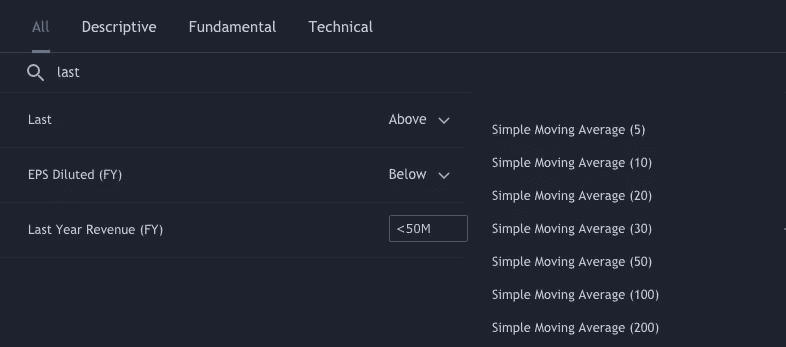 All Descriptive Fundamental Technical
last
Last Above
EPS Diluted (FY) Below
Last Year Revenue (FY) <50M
Simple Moving Average (5)
Simple Moving Average (10)
Simple Moving Average (20)
Simple Moving Average (30)
Simple Moving Average (50)
Simple Moving Average (100)
Simple Moving Average (200)